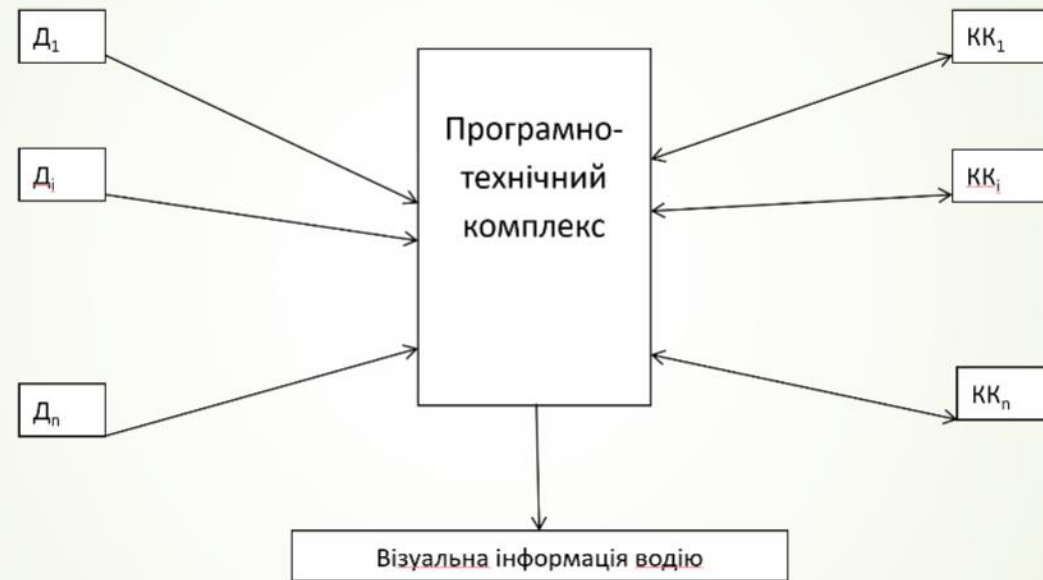 Д₁
КК₁
Програмно-
технічний
комплекс
Дᵢ
ККᵢ
Дₙ
ККₙ
Візуальна інформація водію